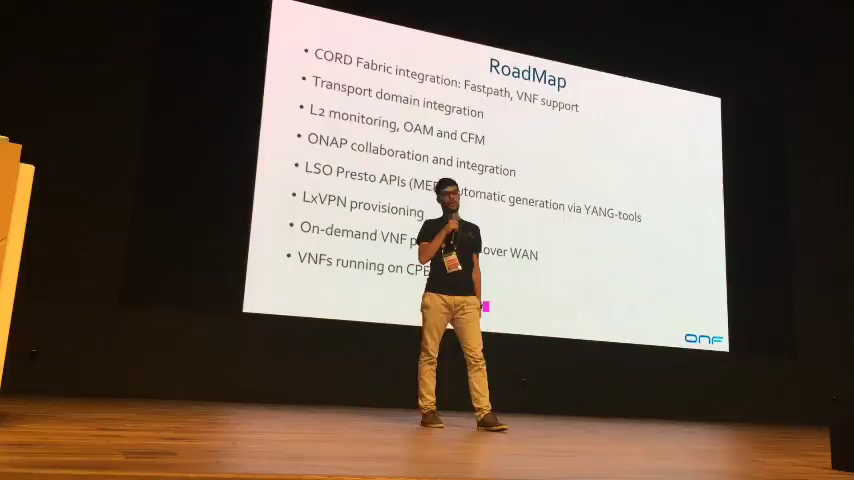 RoadMap
• CORD Fabric integration: Fastpath, VNF support
• Transport domain integration
• L2 monitoring, OAM and CFM
• ONAP collaboration and integration
• LSO Presto APIs (ME automatic generation via YANG-tools
• LxVPN provisioning
• On-demand VNF p over WAN
• VNFs running on CPE
ONF